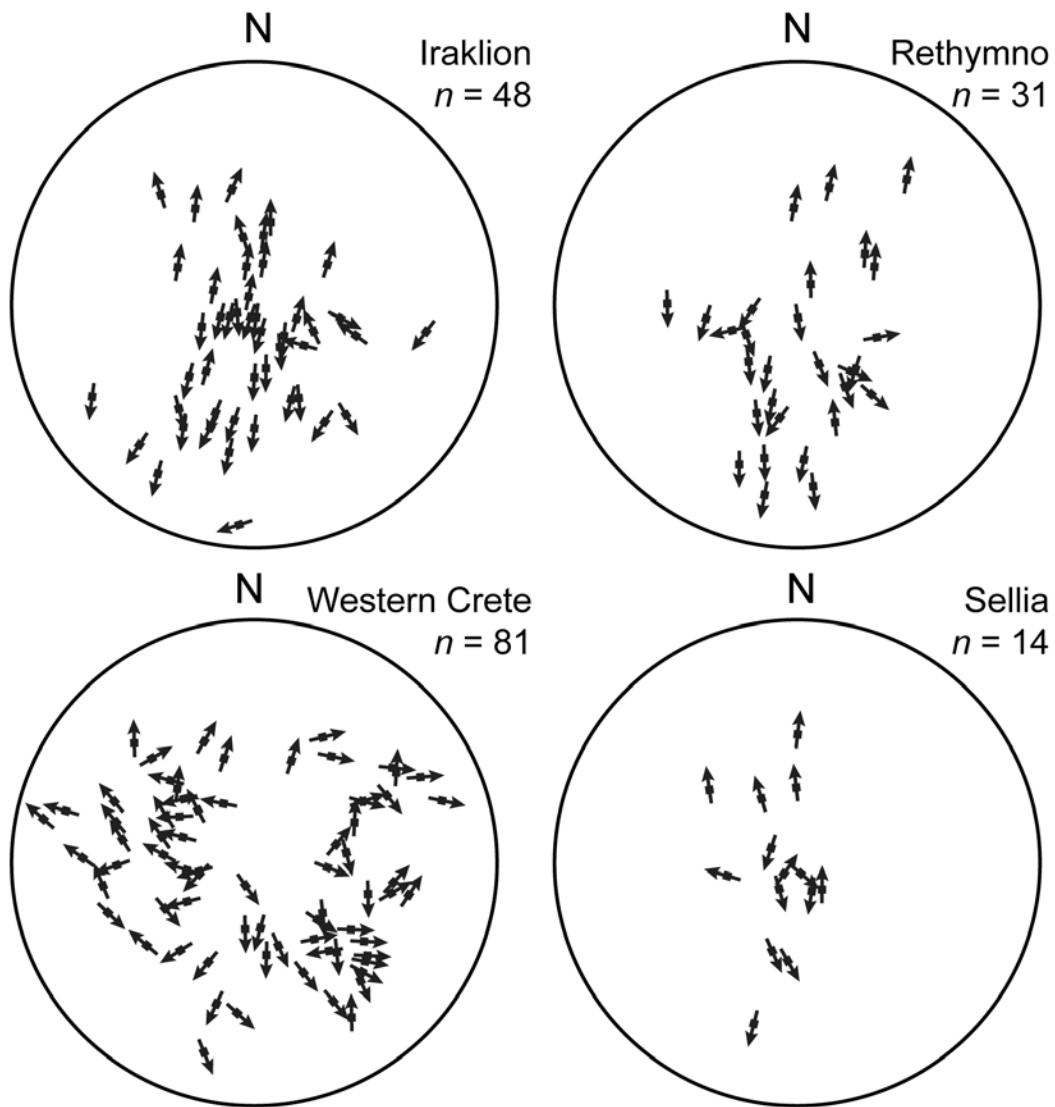 N
Iraklion
n = 48
N
Rethymno
n = 31
N
Western Crete
n = 81
N
Sellia
n = 14